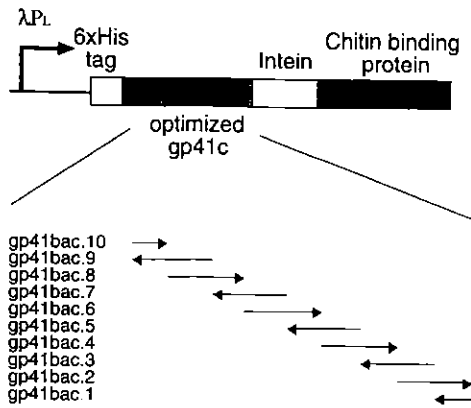 λPL
6xHis
tag
Intein
Chitin binding
protein
optimized
gp41c
gp41bac.10
gp41bac.9
gp41bac.8
gp41bac.7
gp41bac.6
gp41bac.5
gp41bac.4
gp41bac.3
gp41bac.2
gp41bac.1